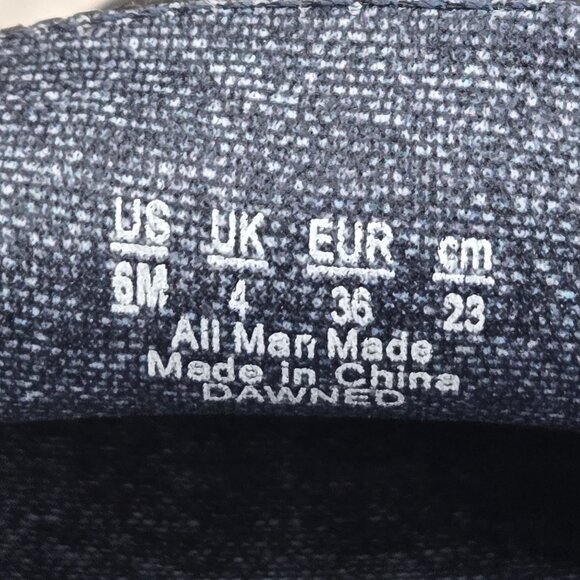 US UK EUR cm
6M 4 36 23
All Man Made
Made in China
DAWNED